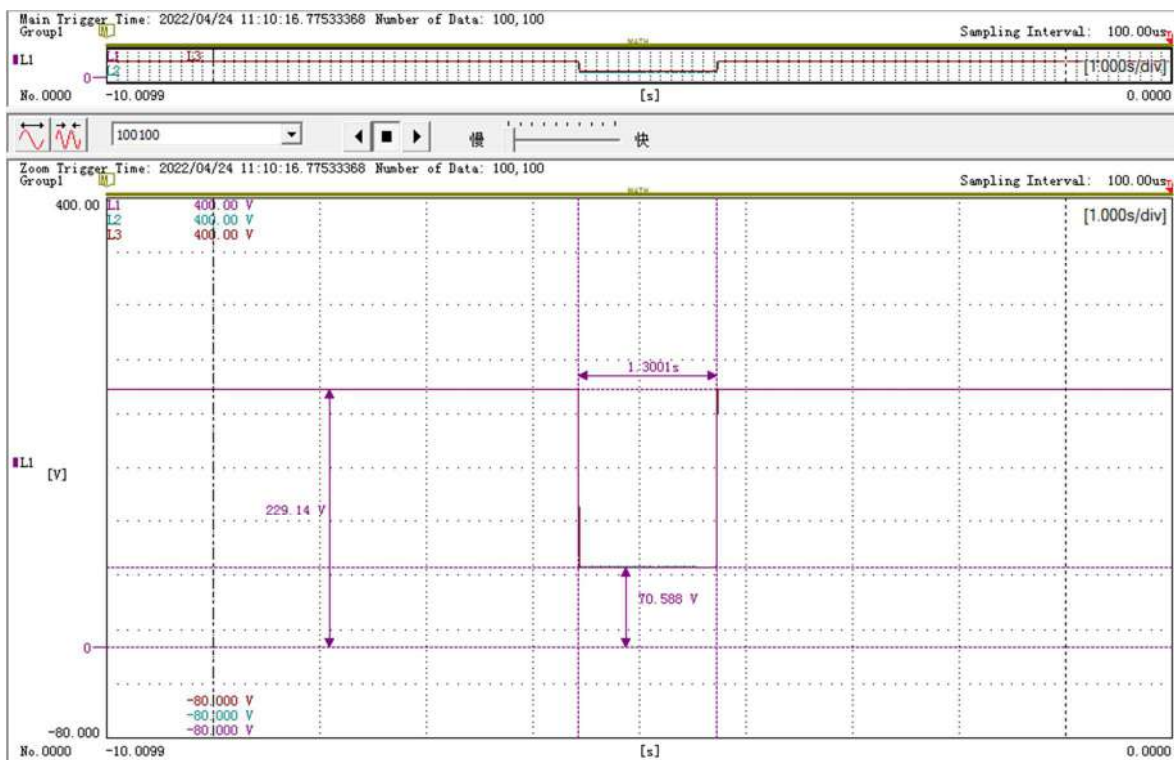 Main Trigger Time: 2022/04/24 11:10:16.77533368 Number of Data: 100,100
Group1 Sampling Interval: 100.00us
MATH
L1 L1 L3 [1.000s/div]
L2
0
No.0000 -10.0099 [s] 0.0000
100100 慢 快
Zoom Trigger Time: 2022/04/24 11:10:16.77533368 Number of Data: 100,100
Group1 Sampling Interval: 100.00us
MATH
400.00 L1 400.00 V [1.000s/div]
L2 400.00 V
L3 400.00 V
1.3001s
L1
[V]
229.14 V
70.588 V
0
-80.000 V
-80.000 V
-80.000 -80.000 V
No.0000 -10.0099 [s] 0.0000